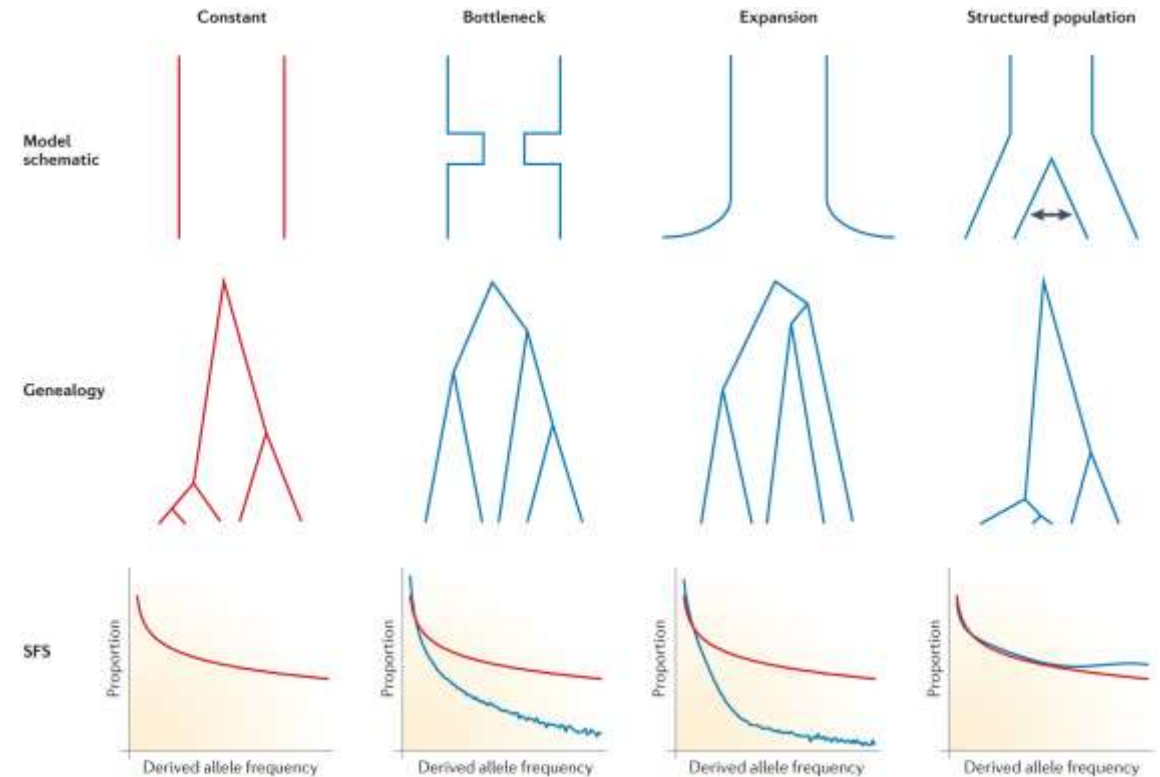 Constant
Bottleneck
Expansion
Structured population
Model
schematic
Genealogy
SFS
Proportion
Derived allele frequency
Proportion
Derived allele frequency
Proportion
Derived allele frequency
Proportion
Derived allele frequency